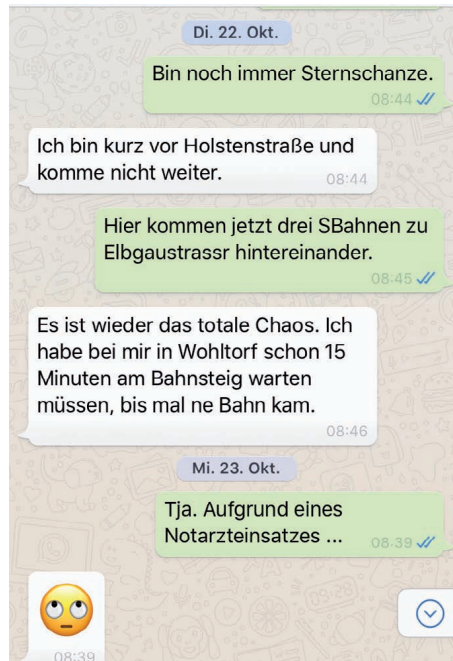 Di. 22. Okt.
Bin noch immer Sternschanze.
08:44
Ich bin kurz vor Holstenstraße und
komme nicht weiter.
08:44
Hier kommen jetzt drei SBahnen zu
Elbgaustrassr hintereinander.
08:45
Es ist wieder das totale Chaos. Ich
habe bei mir in Wohltorf schon 15
Minuten am Bahnsteig warten
müssen, bis mal ne Bahn kam.
08:46
Mi. 23. Okt.
Tja. Aufgrund eines
Notarzteinsatzes ...
08:39
08:39